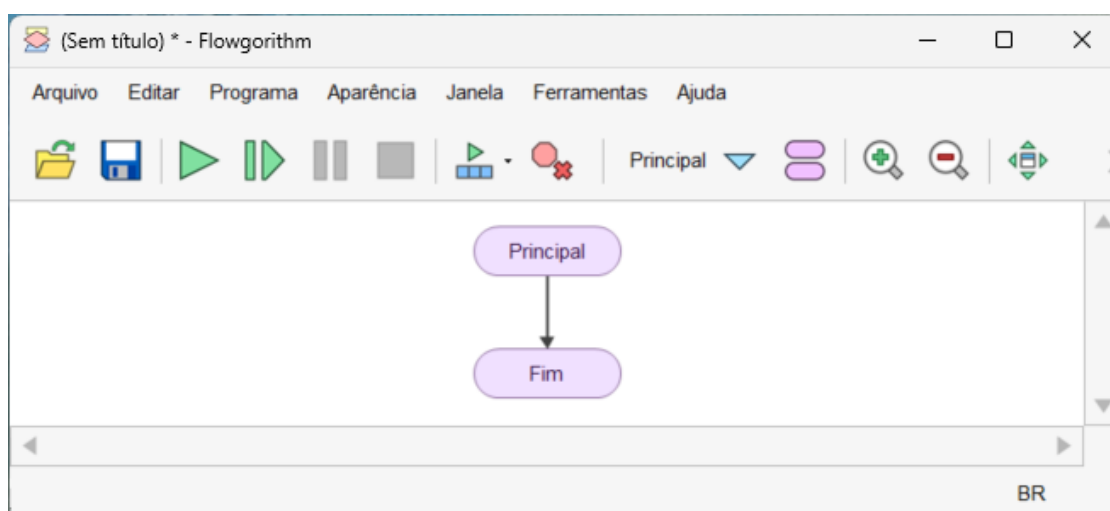 (Sem título) * - Flowgorithm
Arquivo Editar Programa Aparência Janela Ferramentas Ajuda
Principal
Principal
Fim
BR